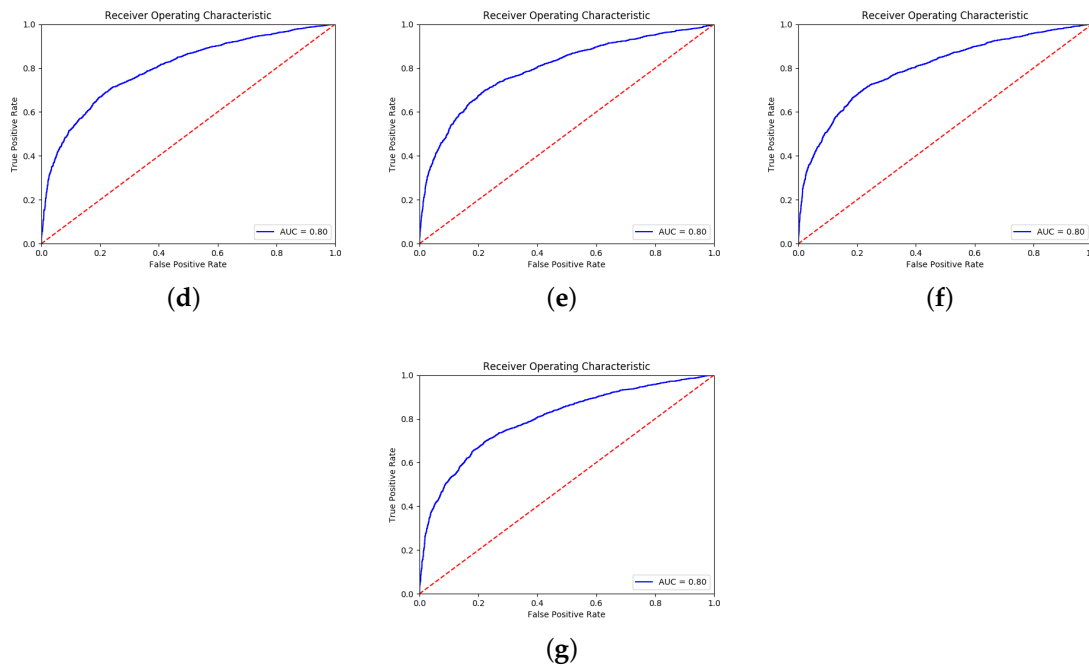 Receiver Operating Characteristic
1.0
0.8
0.6
0.4
0.2
0.0
True Positive Rate
AUC = 0.80
0.0 0.2 0.4 0.6 0.8 1.0
False Positive Rate
(d)
Receiver Operating Characteristic
1.0
0.8
0.6
0.4
0.2
0.0
True Positive Rate
AUC = 0.80
0.0 0.2 0.4 0.6 0.8 1.0
False Positive Rate
(e)
Receiver Operating Characteristic
1.0
0.8
0.6
0.4
0.2
0.0
True Positive Rate
AUC = 0.80
0.0 0.2 0.4 0.6 0.8
False Positive Rate
(f)
Receiver Operating Characteristic
1.0
0.8
0.6
0.4
0.2
0.0
True Positive Rate
AUC = 0.80
0.0 0.2 0.4 0.6 0.8 1.0
False Positive Rate
(g)